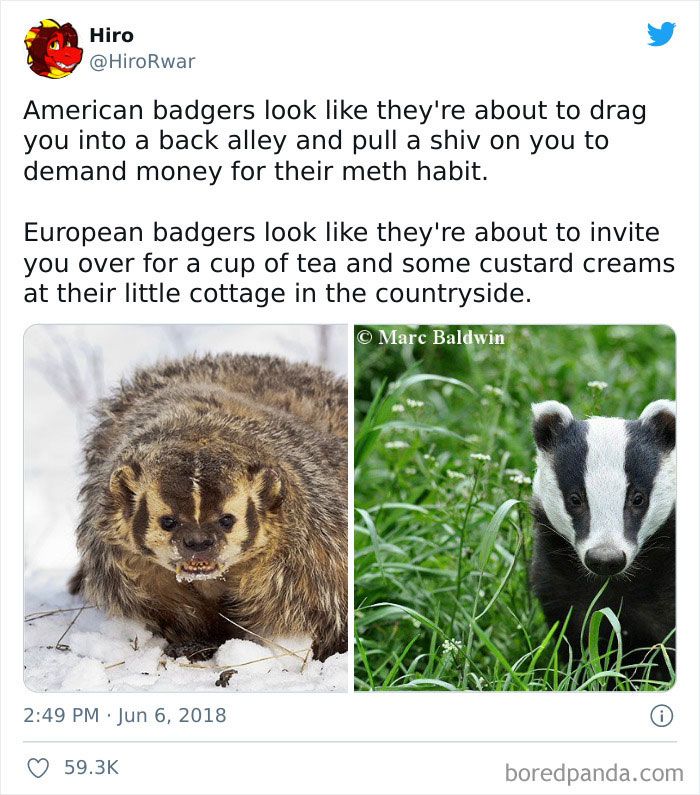 Hiro
@HiroRwar
American badgers look like they're about to drag
you into a back alley and pull a shiv on you to
demand money for their meth habit.
European badgers look like they're about to invite
you over for a cup of tea and some custard creams
at their little cottage in the countryside.
© Marc Baldwin
2:49 PM · Jun 6, 2018
59.3K
boredpanda.com